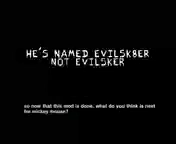 HE'S NAMED EVILSK8ER
NOT EVILSKER
so now that this mod is done, what do you think is next
for mickey mouse?